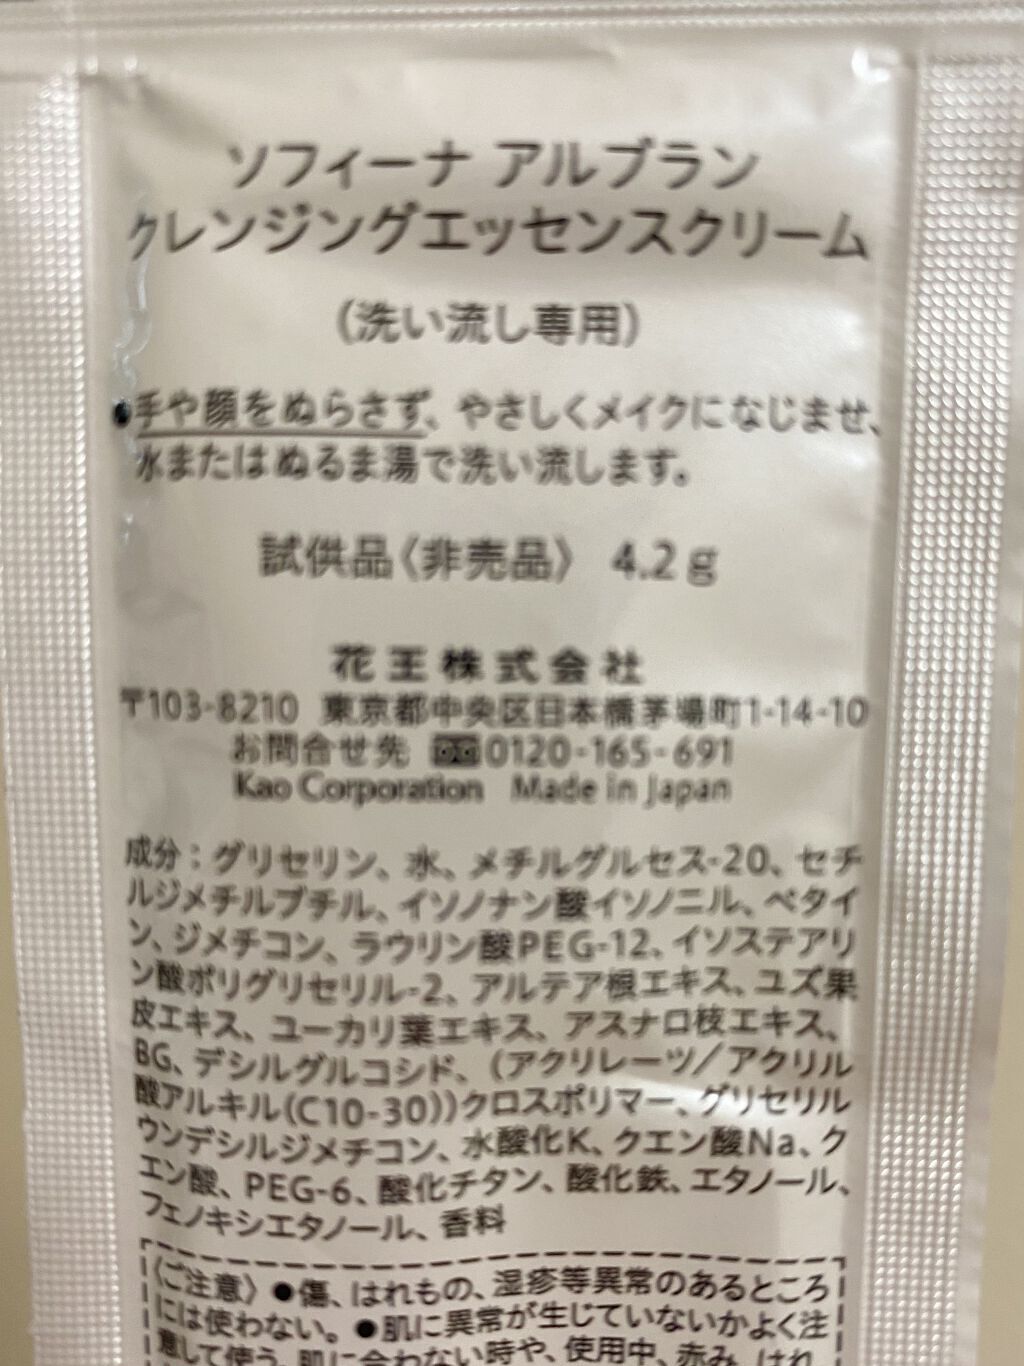 ソフィーナ アルブラン
クレンジングエッセンスクリーム
（洗い流し専用）
●手や顔をぬらさず、やさしくメイクになじませ、
水またはぬるま湯で洗い流します。
試供品〈非売品〉 4.2g
花王株式会社
〒103-8210 東京都中央区日本橋茅場町1-14-10
お問合せ先 0120-165-691
Kao Corporation Made in Japan
成分：グリセリン、水、メチルグルセス-20、セチ
ルジメチルブチル、イソノナン酸イソノニル、ベタイ
ン、ジメチコン、ラウリン酸PEG-12、イソステアリ
ン酸ポリグリセリル-2、アルテア根エキス、ユズ果
皮エキス、ユーカリ葉エキス、アスナロ枝エキス、
BG、デシルグルコシド、（アクリレーツ/アクリル
酸アルキル(C10-30)）クロスポリマー、グリセリル
ウンデシルジメチコン、水酸化K、クエン酸Na、ク
エン酸、PEG-6、酸化チタン、酸化鉄、エタノール、
フェノキシエタノール、香料
〈ご注意〉●傷、はれもの、湿疹等異常のあるところ
には使わない。●肌に異常が生じていないかよく注
意して使う。肌に合わない時や、使用中、赤み、はれ